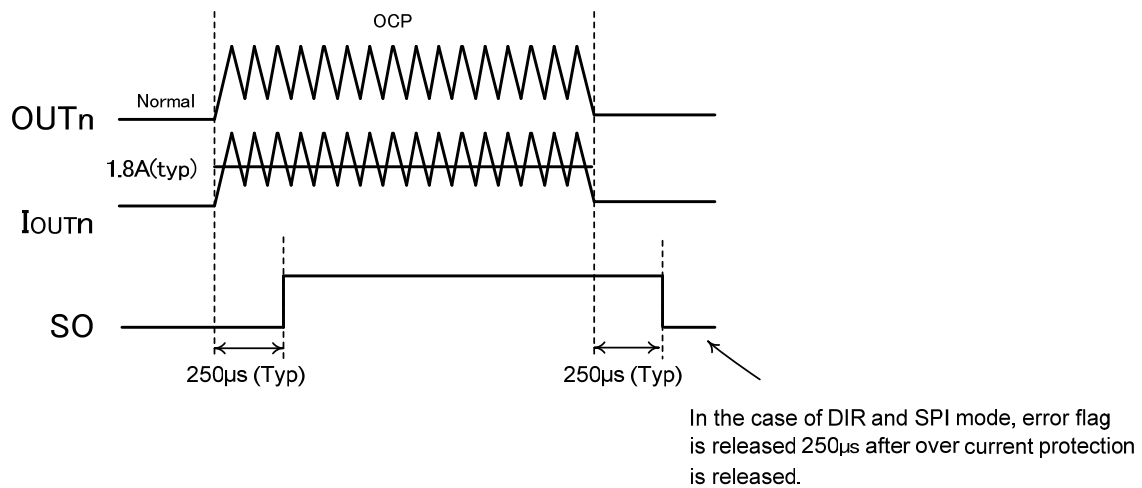 OCP
Normal
OUTn
1.8A(typ)
IOUTn
SO
250µs (Typ)
250µs (Typ)
In the case of DIR and SPI mode, error flag
is released 250µs after over current protection
is released.